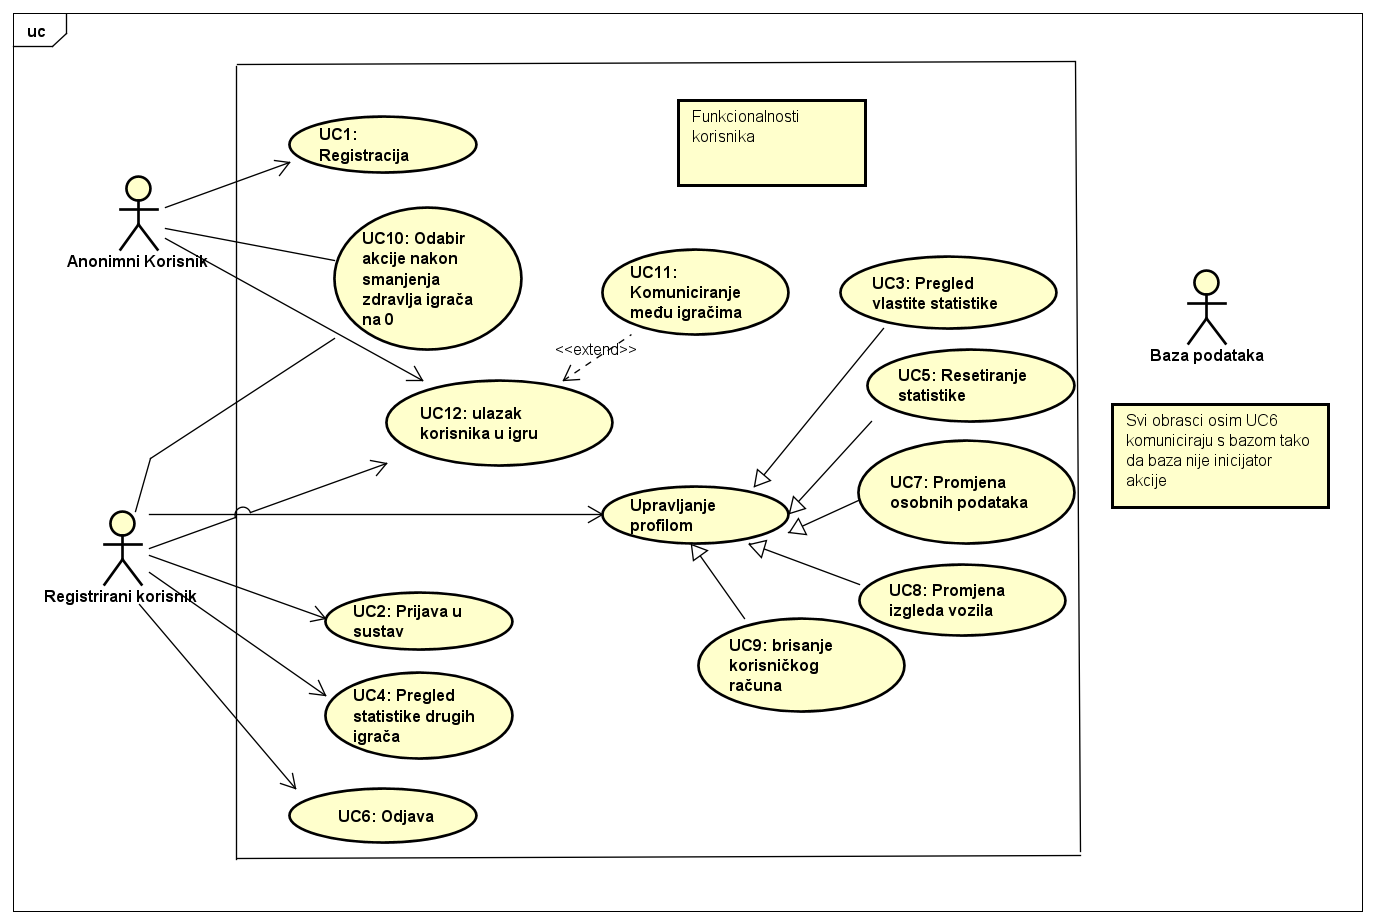 uc
Funkcionalnosti
korisnika
UC1:
Registracija
Anonimni Korisnik
UC10: Odabir
akcije nakon
smanjenja
zdravlja igrača
na 0
UC11:
Komuniciranje
među igračima
<<extend>>
UC12: ulazak
korisnika u igru
UC3: Pregled
vlastite statistike
UC5: Resetiranje
statistike
UC7: Promjena
osobnih podataka
UC8: Promjena
izgleda vozila
UC9: brisanje
korisničkog
računa
Upravljanje
profilom
Baza podataka
Svi obrasci osim UC6
komuniciraju s bazom tako
da baza nije inicijator
akcije
Registrirani korisnik
UC2: Prijava u
sustav
UC4: Pregled
statistike drugih
igrača
UC6: Odjava